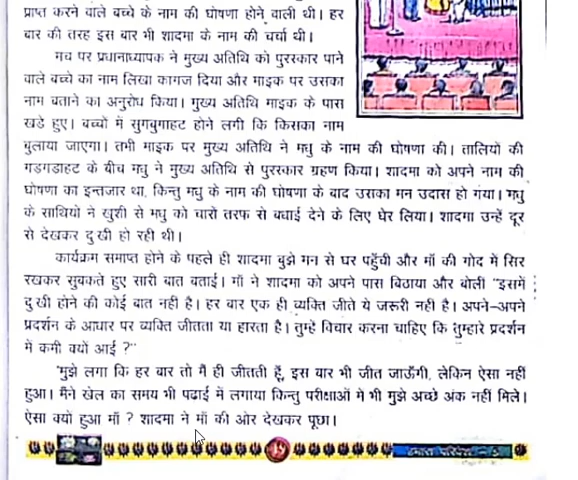 प्राप्त करने वाले बच्चे के नाम की घोषणा होने वाली थी। हर
बार की तरह इस बार भी शादमा के नाम की चर्चा थी।
मंच पर प्रधानाध्यापक ने मुख्य अतिथि को पुरस्कार पाने
वाले बच्चे का नाम लिखा कागज दिया और माइक पर उसका
नाम बताने का अनुरोध किया। मुख्य अतिथि माइक के पास
खडे हुए। बच्चों में सुगबुगाहट होने लगी कि किसका नाम
बुलाया जाएगा। तभी माइक पर मुख्य अतिथि ने मधु के नाम की घोषणा की। तालियों की
गडगडाहट के बीच मधु ने मुख्य अतिथि से पुरस्कार ग्रहण किया। शादमा को अपने नाम की
घोषणा का इन्तजार था, किन्तु मधु के नाम की घोषणा के बाद उसका मन उदास हो गया। मधु
के साथियो ने खुशी से मधु को चारो तरफ से बधाई देने के लिए घेर लिया। शादमा उन्हें दूर
से देखकर दुःखी हो रही थी।
कार्यक्रम समाप्त होने के पहले ही शादमा बुझे मन से घर पहुँची और माँ की गोद में सिर
रखकर सुबकते हुए सारी बात बताई। माँ ने शादमा को अपने पास बिठाया और बोली "इसमें
दुःखी होने की कोई बात नही है। हर बार एक ही व्यक्ति जीते ये जरूरी नही है। अपने-अपने
प्रदर्शन के आधार पर व्यक्ति जीतता या हारता है। तुम्हे विचार करना चाहिए कि तुम्हारे प्रदर्शन
में कमी क्यों आई ?"
"मुझे लगा कि हर बार तो मैं ही जीतती हूँ, इस बार भी जीत जाऊँगी, लेकिन ऐसा नहीं
हुआ। मैंने खेल का समय भी पढाई में लगाया किन्तु परीक्षाओं मे भी मुझे अच्छे अंक नहीं मिले।
ऐसा क्यों हुआ माँ ? शादमा ने माँ की ओर देखकर पूछा।
हमारा परिवेश - 5